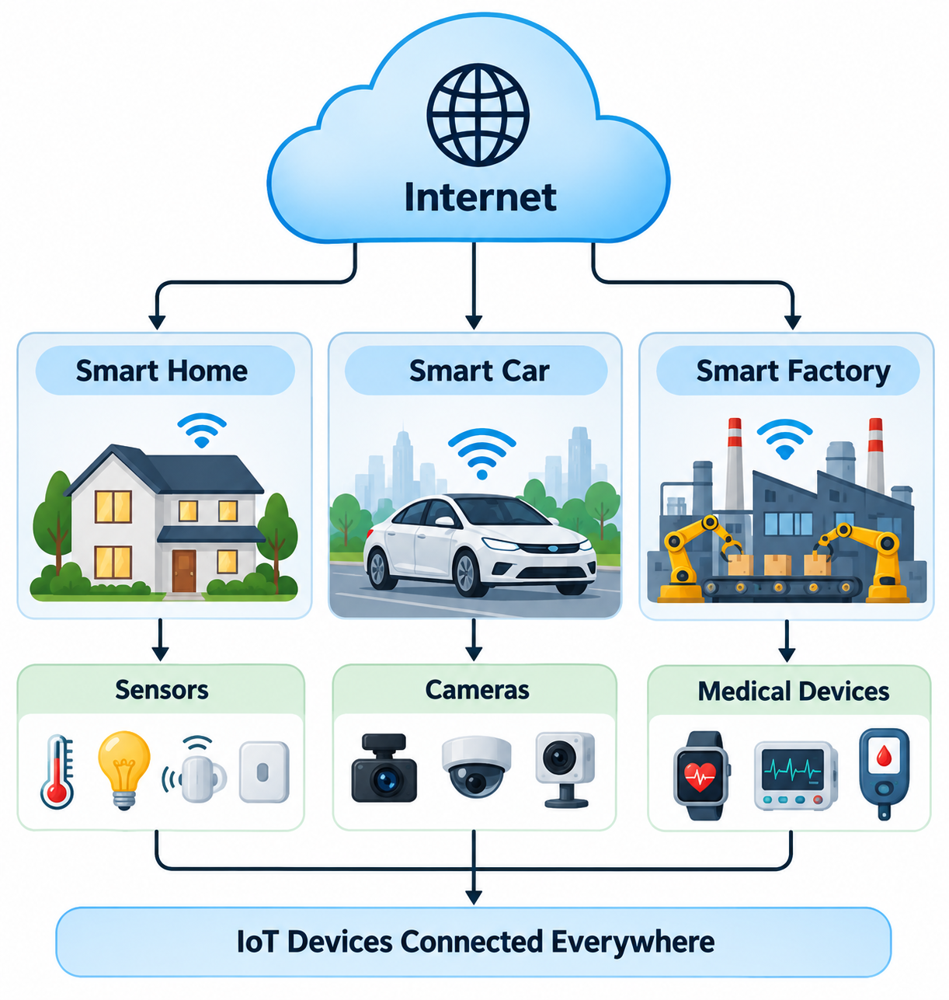 Internet
Smart Home
Smart Car
Smart Factory
Sensors
Cameras
Medical Devices
IoT Devices Connected Everywhere